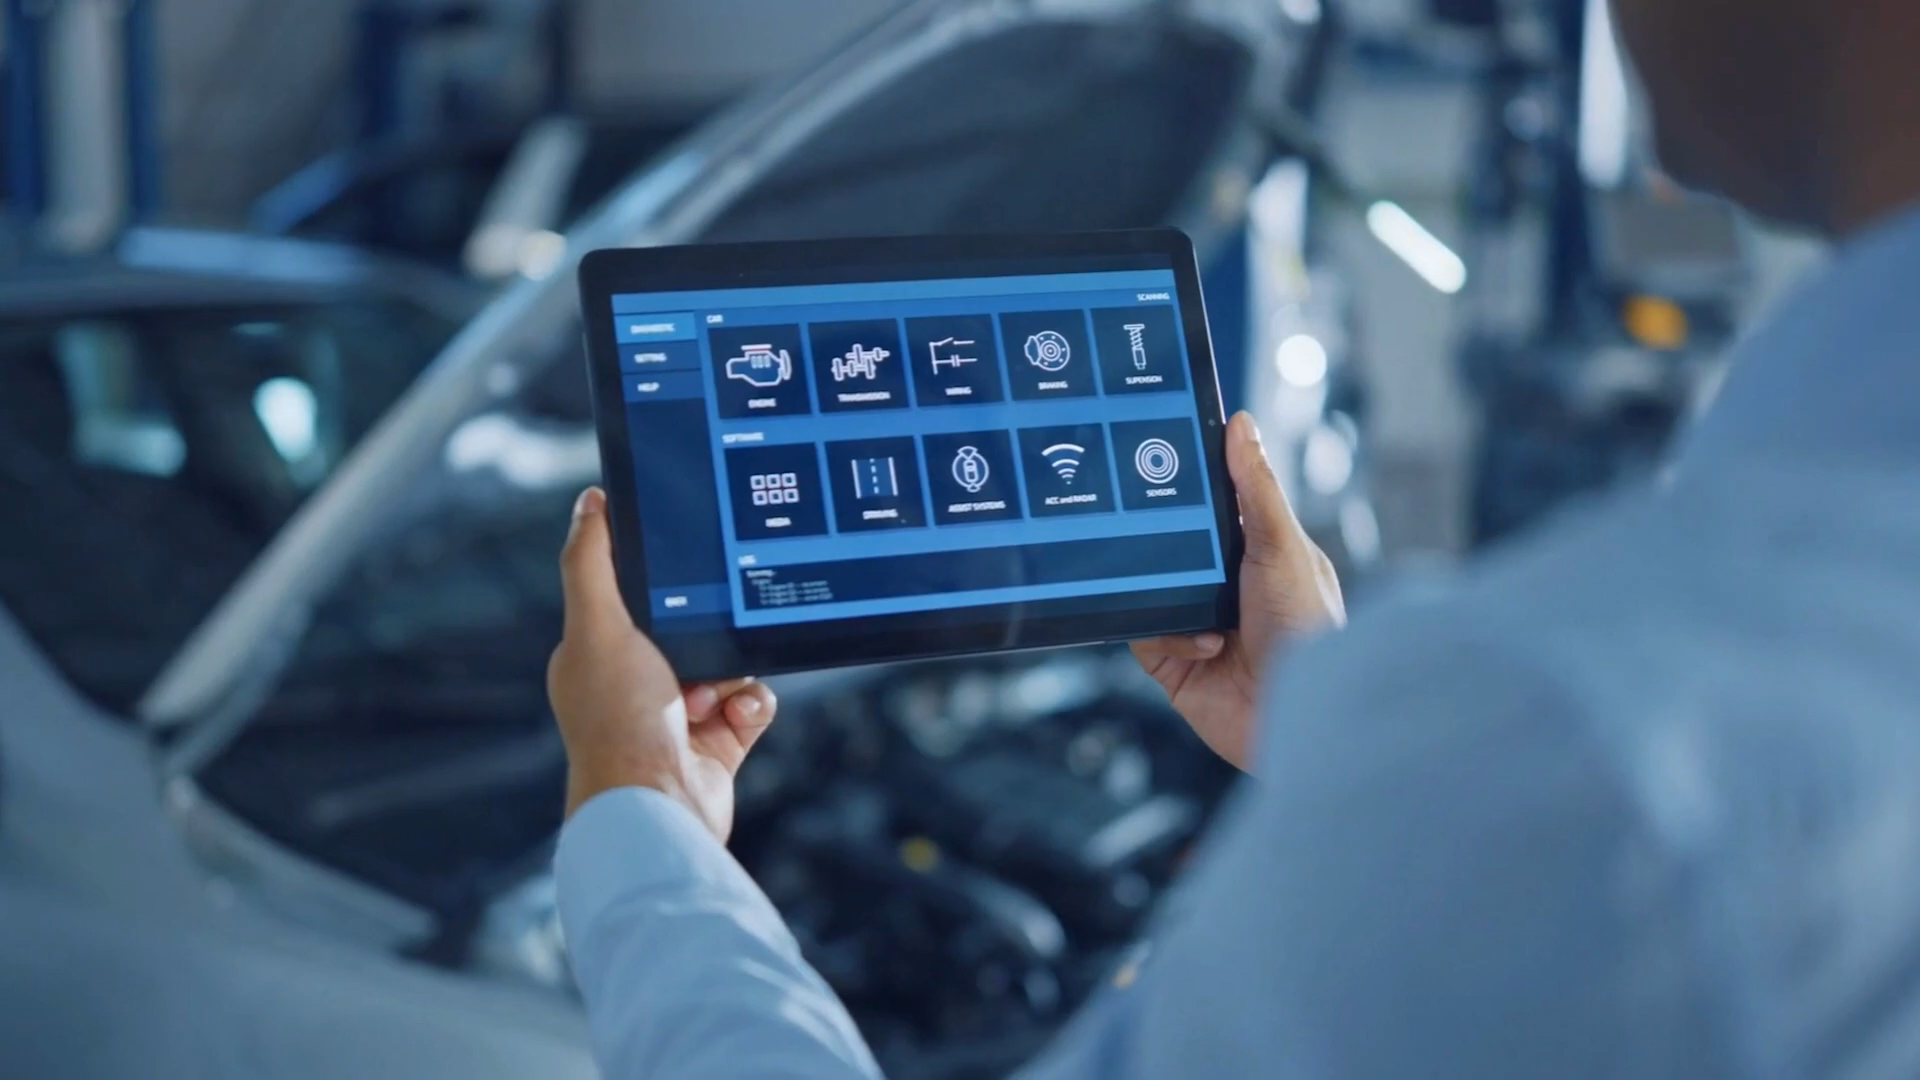 SCANNING
DIAGNOSTIC
CAR
SETTING
HELP
ENGINE
TRANSMISSION
WIRING
BRAKING
SUPENSION
SOFTWARE
MEDIA
DRIVING
ASSIST SYSTEMS
ACC and RADAR
SENSORS
LOG
BACK